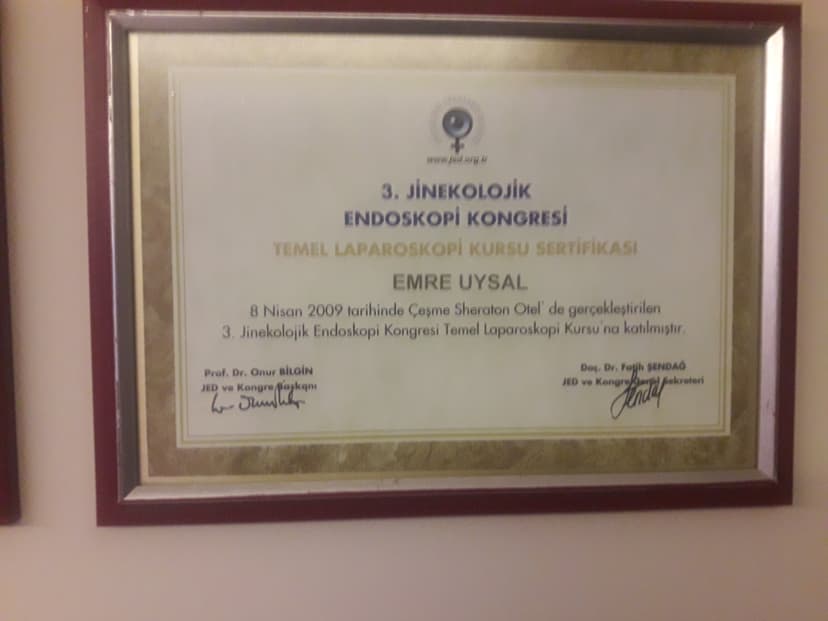 www.jed.org.tr
3. JİNEKOLOJİK
ENDOSKOPİ KONGRESİ
TEMEL LAPAROSKOPİ KURSU SERTİFİKASI
EMRE UYSAL
8 Nisan 2009 tarihinde Çeşme Sheraton Otel' de gerçekleştirilen
3. Jinekolojik Endoskopi Kongresi Temel Laparoskopi Kursu'na katılmıştır.
Prof. Dr. Onur BİLGİN
JED ve Kongre Başkanı
Doç. Dr. Fatih ŞENDAĞ
JED ve Kongre Genel Sekreteri